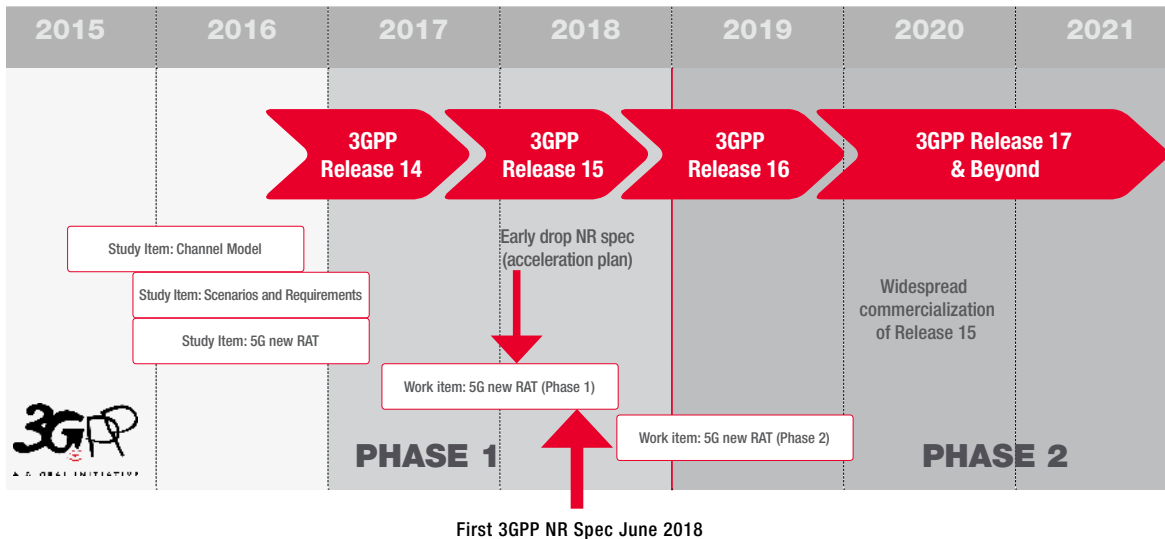 2015 2016 2017 2018 2019 2020 2021
3GPP
Release 14
3GPP
Release 15
3GPP
Release 16
3GPP Release 17
& Beyond
Study Item: Channel Model
Study Item: Scenarios and Requirements
Study Item: 5G new RAT
Early drop NR spec
(acceleration plan)
Widespread
commercialization
of Release 15
Work item: 5G new RAT (Phase 1)
Work item: 5G new RAT (Phase 2)
3GPP
INITIATIVE
PHASE 1
PHASE 2
First 3GPP NR Spec June 2018